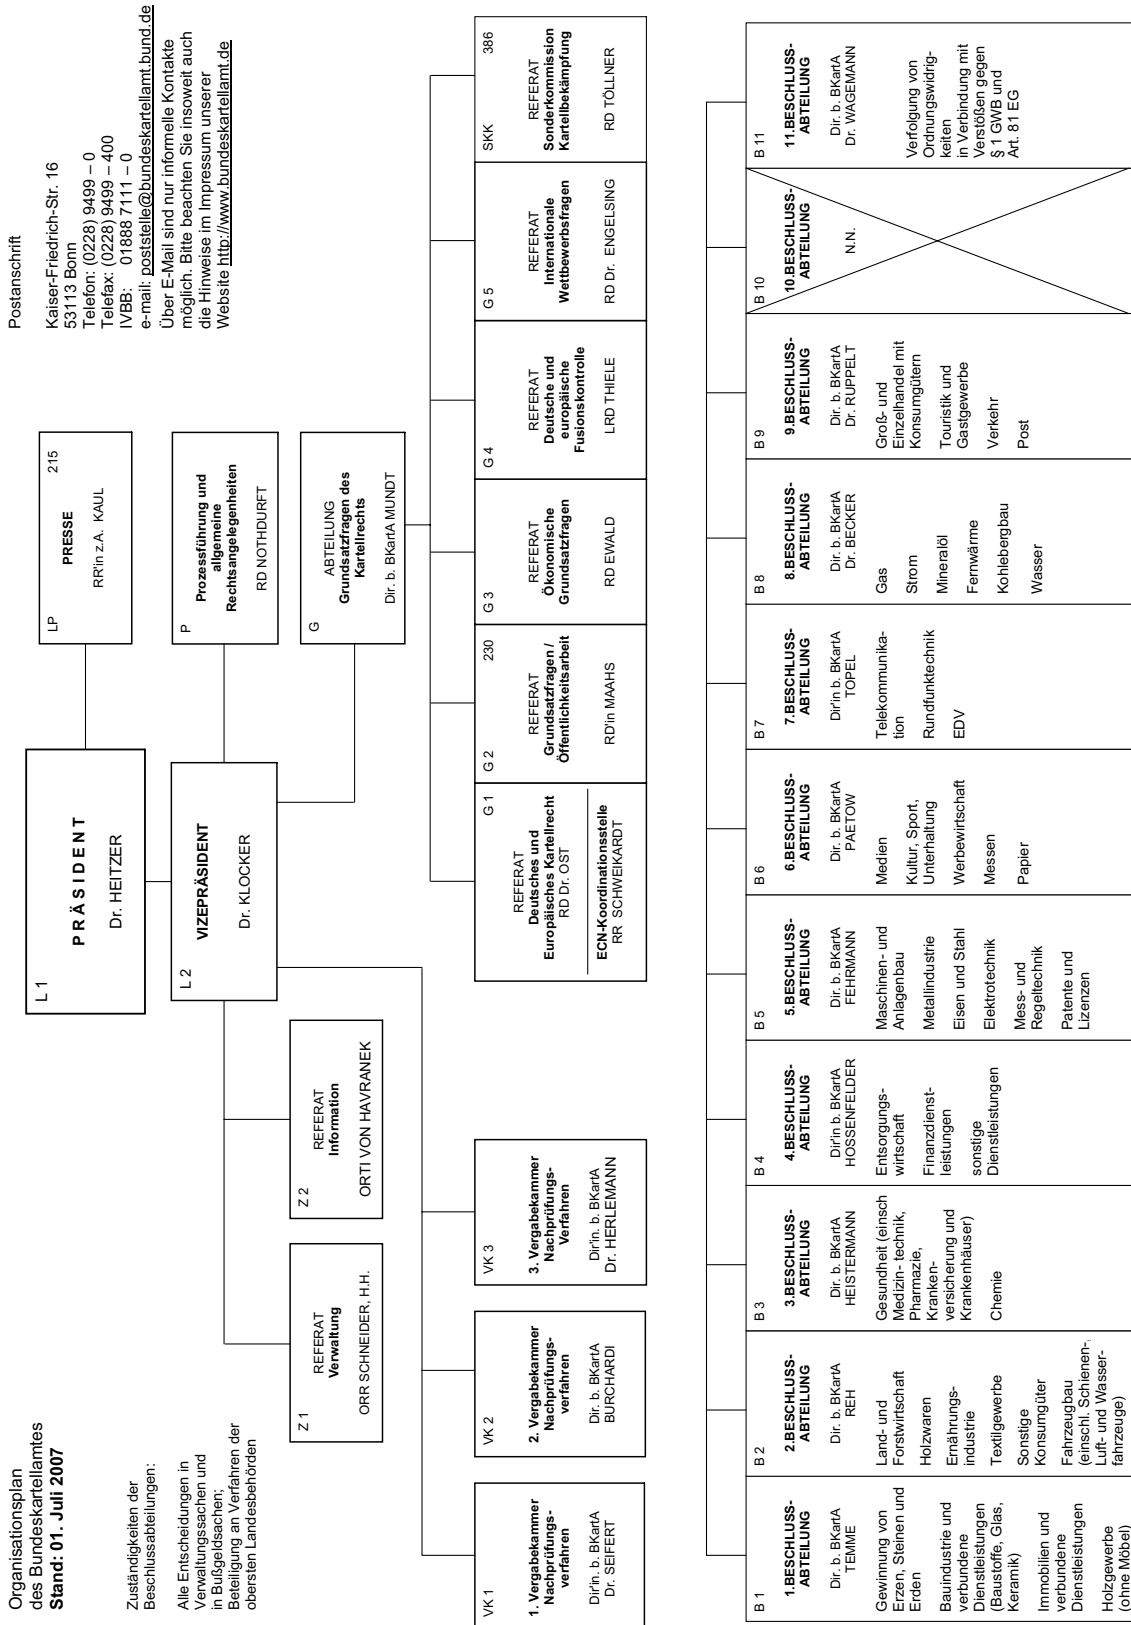 Organisationsplan
des Bundeskartellamtes
Stand: 01. Juli 2007
Zuständigkeiten der
Beschlussabteilungen:
Alle Entscheidungen in
Verwaltungssachen und
in Bußgeldsachen;
Beteiligung an Verfahren der
obersten Landesbehörden
L 1
P R Ä S I D E N T
Dr. HEITZER
LP 215
PRESSE
RR'in z.A. KAUL
Postanschrift
Kaiser-Friedrich-Str. 16
53113 Bonn
Telefon: (0228) 9499 – 0
Telefax: (0228) 9499 – 400
IVBB: 01888 7111 – 0
e-mail: poststelle@bundeskartellamt.bund.de
Über E-Mail sind nur informelle Kontakte
möglich. Bitte beachten Sie insoweit auch
die Hinweise im Impressum unserer
Website http://www.bundeskartellamt.de
L 2
VIZEPRÄSIDENT
Dr. KLOCKER
P
Prozessführung und
allgemeine
Rechtsangelegenheiten
RD NOTHDURFT
Z 1
REFERAT
Verwaltung
ORR SCHNEIDER, H.H.
Z 2
REFERAT
Information
ORTI VON HAVRANEK
G
ABTEILUNG
Grundsatzfragen des
Kartellrechts
Dir. b. BKartA MUNDT
VK 1
1. Vergabekammer
Nachprüfungs-
verfahren
Dir'in. b. BKartA
Dr. SEIFERT
VK 2
2. Vergabekammer
Nachprüfungs-
verfahren
Dir. b. BKartA
BURCHARDI
VK 3
3. Vergabekammer
Nachprüfungs-
Verfahren
Dir'in. b. BKartA
Dr. HERLEMANN
G 1
REFERAT
Deutsches und
Europäisches Kartellrecht
RD Dr. OST
ECN-Koordinationsstelle
RR SCHWEIKARDT
G 2 230
REFERAT
Grundsatzfragen /
Öffentlichkeitsarbeit
RD'in MAAHS
G 3
REFERAT
Ökonomische
Grundsatzfragen
RD EWALD
G 4
REFERAT
Deutsche und
europäische
Fusionskontrolle
LRD THIELE
G 5
REFERAT
Internationale
Wettbewerbsfragen
RD Dr. ENGELSING
SKK 386
REFERAT
Sonderkommission
Kartellbekämpfung
RD TÖLLNER
B 1
1.BESCHLUSS-
ABTEILUNG
Dir. b. BKartA
TEMME
Gewinnung von
Erzen, Steinen und
Erden
Bauindustrie und
verbundene
Dienstleistungen
(Baustoffe, Glas,
Keramik)
Immobilien und
verbundene
Dienstleistungen
Holzgewerbe
(ohne Möbel)
B 2
2.BESCHLUSS-
ABTEILUNG
Dir. b. BKartA
REH
Land- und
Forstwirtschaft
Holzwaren
Ernährungs-
industrie
Textilgewerbe
Sonstige
Konsumgüter
Fahrzeugbau
(einschl. Schienen-,
Luft- und Wasser-
fahrzeuge)
B 3
3.BESCHLUSS-
ABTEILUNG
Dir. b. BKartA
HEISTERMANN
Gesundheit (einsch
Medizin- technik,
Pharmazie,
Kranken-
versicherung und
Krankenhäuser)
Chemie
B 4
4.BESCHLUSS-
ABTEILUNG
Dir'in b. BKartA
HOSSENFELDER
Entsorgungs-
wirtschaft
Finanzdienst-
leistungen
sonstige
Dienstleistungen
B 5
5.BESCHLUSS-
ABTEILUNG
Dir. b. BKartA
FEHRMANN
Maschinen- und
Anlagenbau
Metallindustrie
Eisen und Stahl
Elektrotechnik
Mess- und
Regeltechnik
Patente und
Lizenzen
B 6
6.BESCHLUSS-
ABTEILUNG
Dir. b. BKartA
PAETOW
Medien
Kultur, Sport,
Unterhaltung
Werbewirtschaft
Messen
Papier
B 7
7.BESCHLUSS-
ABTEILUNG
Dir'in b. BKartA
TOPEL
Telekommunika-
tion
Rundfunktechnik
EDV
B 8
8.BESCHLUSS-
ABTEILUNG
Dir. b. BKartA
Dr. BECKER
Gas
Strom
Mineralöl
Fernwärme
Kohlebergbau
Wasser
B 9
9.BESCHLUSS-
ABTEILUNG
Dir. b. BKartA
Dr. RUPPELT
Groß- und
Einzelhandel mit
Konsumgütern
Touristik und
Gastgewerbe
Verkehr
Post
B 10
10.BESCHLUSS-
ABTEILUNG
N.N.
B 11
11.BESCHLUSS-
ABTEILUNG
Dir. b. BKartA
Dr. WAGEMANN
Verfolgung von
Ordnungswidrig-
keiten
in Verbindung mit
Verstößen gegen
§ 1 GWB und
Art. 81 EG